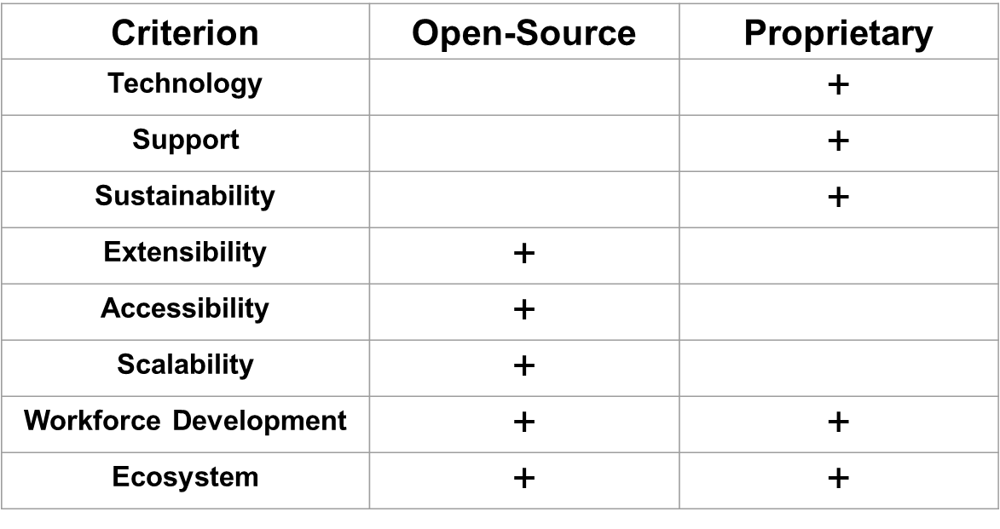 Criterion Open-Source Proprietary
Technology +
Support +
Sustainability +
Extensibility +
Accessibility +
Scalability +
Workforce Development + +
Ecosystem + +